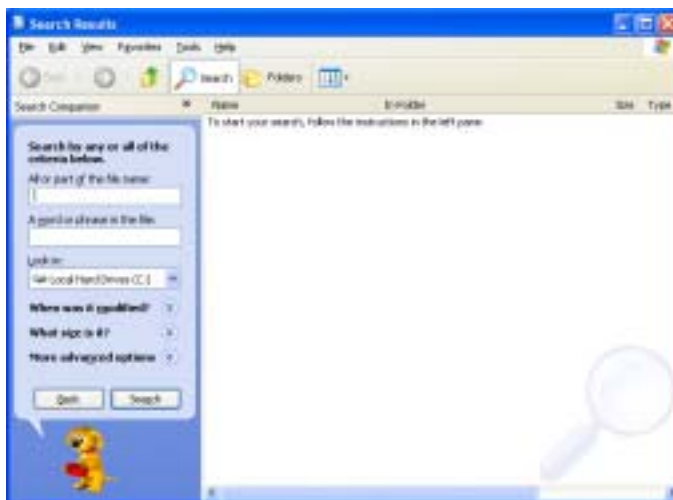 Search Results
File Edit View Favorites Tools Help
Back Search Folders
Search Companion
Name In Folder Size Type
To start your search, follow the instructions in the left pane.
Search by any or all of the
criteria below.
All or part of the file name:
A word or phrase in the file:
Look in:
Local Hard Drives (C:)
When was it modified?
What size is it?
More advanced options
Back Search